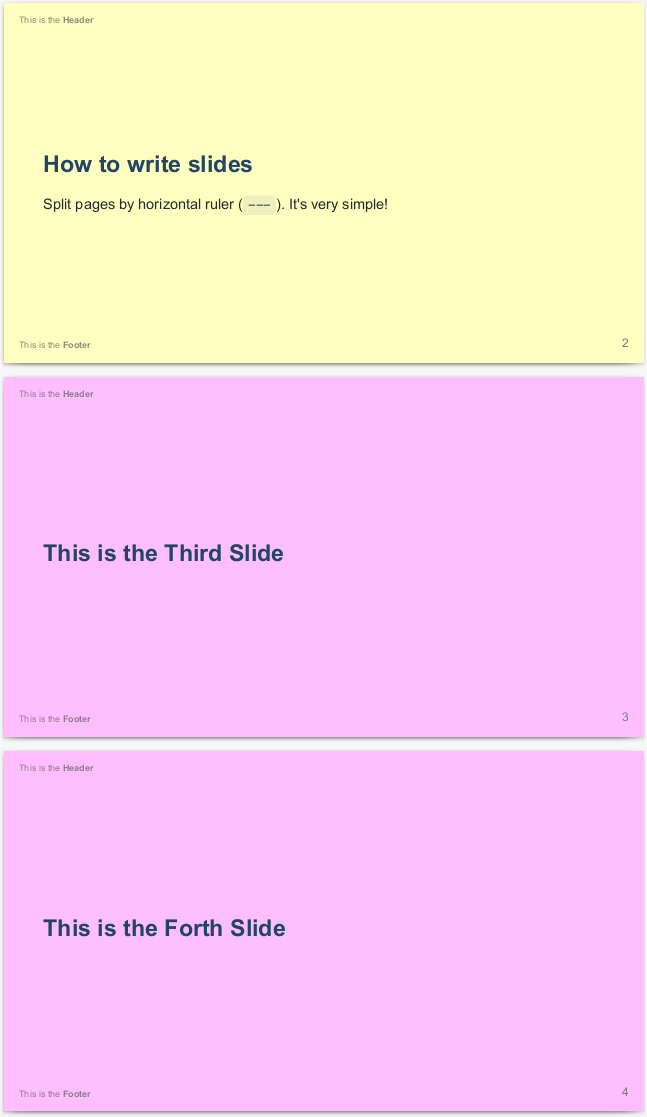 This is the Header
How to write slides
Split pages by horizontal ruler ( --- ). It's very simple!
This is the Footer
2
This is the Header
This is the Third Slide
This is the Footer
3
This is the Header
This is the Forth Slide
This is the Footer
4